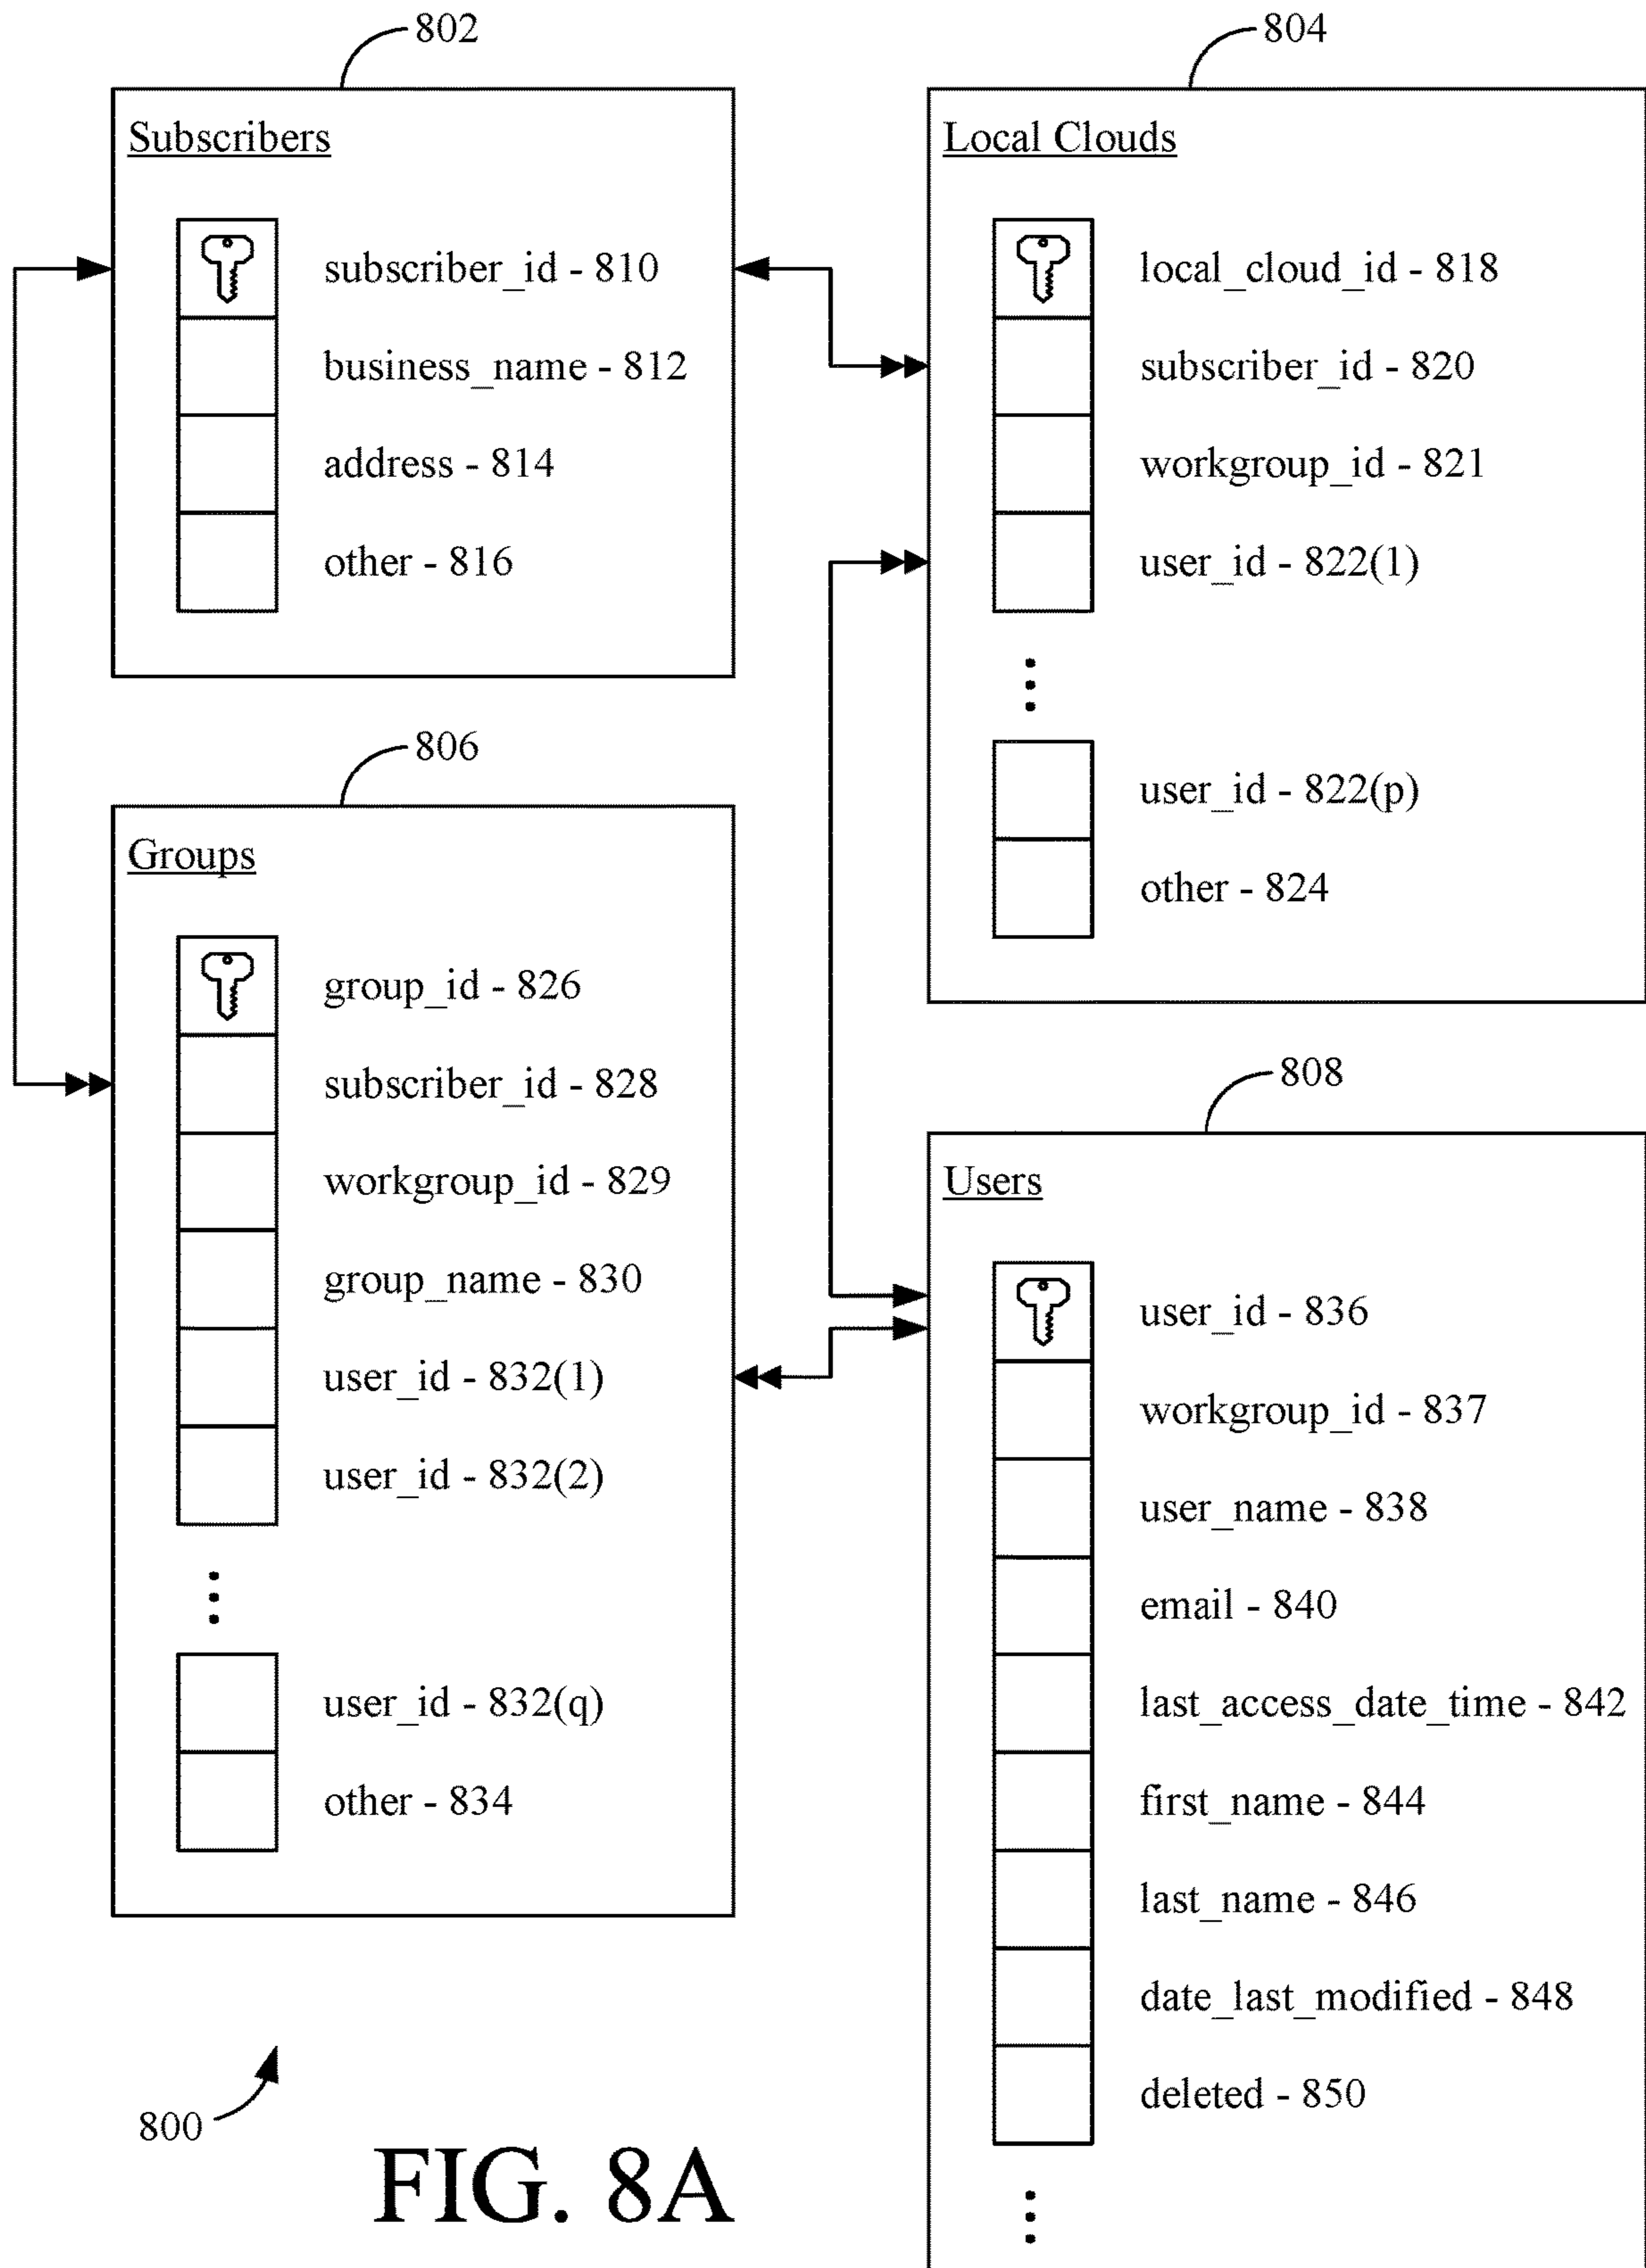 802
Subscribers
subscriber_id - 810
business_name - 812
address - 814
other - 816
804
Local Clouds
local_cloud_id - 818
subscriber_id - 820
workgroup_id - 821
user_id - 822(1)
user_id - 822(p)
other - 824
806
Groups
group_id - 826
subscriber_id - 828
workgroup_id - 829
group_name - 830
user_id - 832(1)
user_id - 832(2)
user_id - 832(q)
other - 834
808
Users
user_id - 836
workgroup_id - 837
user_name - 838
email - 840
last_access_date_time - 842
first_name - 844
last_name - 846
date_last_modified - 848
deleted - 850
800
FIG. 8A